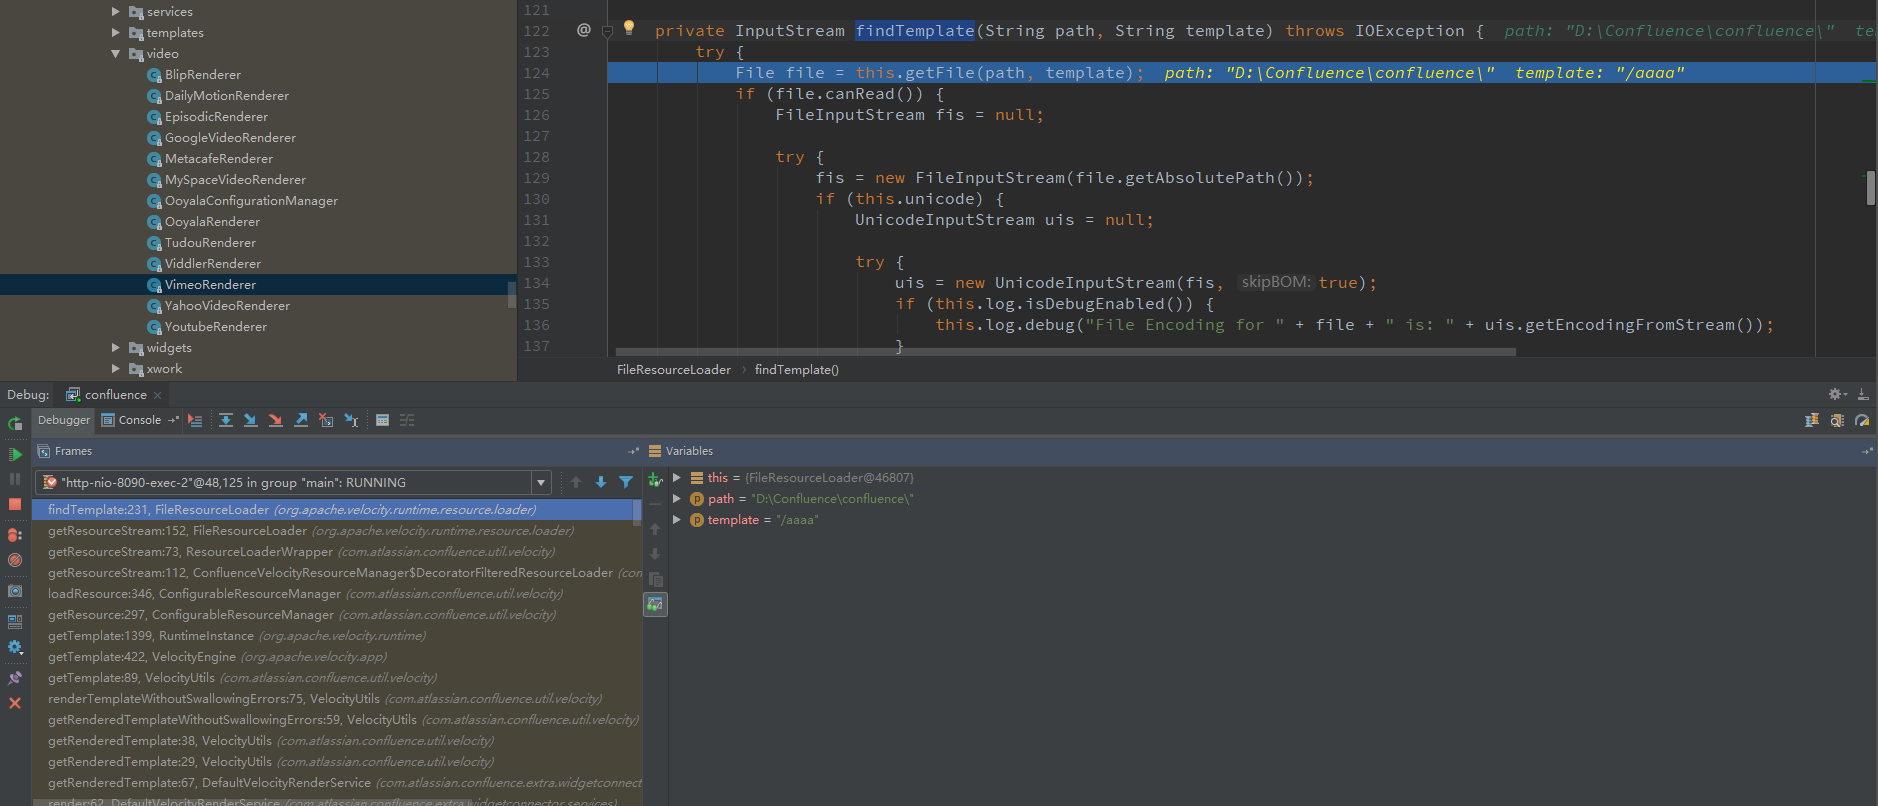 services
templates
video
BlipRenderer
DailyMotionRenderer
EpisodicRenderer
GoogleVideoRenderer
MetacafeRenderer
MySpaceVideoRenderer
OoyalaConfigurationManager
OoyalaRenderer
TudouRenderer
ViddlerRenderer
VimeoRenderer
YahooVideoRenderer
YoutubeRenderer
widgets
xwork
121
122 @ private InputStream findTemplate(String path, String template) throws IOException { path: "D:\Confluence\confluence\" te
123 try {
124 File file = this.getFile(path, template); path: "D:\Confluence\confluence\" template: "/aaaa"
125 if (file.canRead()) {
126 FileInputStream fis = null;
127
128 try {
129 fis = new FileInputStream(file.getAbsolutePath());
130 if (this.unicode) {
131 UnicodeInputStream uis = null;
132
133 try {
134 uis = new UnicodeInputStream(fis, skipBOM: true);
135 if (this.log.isDebugEnabled()) {
136 this.log.debug("File Encoding for " + file + " is: " + uis.getEncodingFromStream());
137 }
FileResourceLoader › findTemplate()
Debug: confluence ×
Debugger Console
Frames
"http-nio-8090-exec-2"@48,125 in group "main": RUNNING
findTemplate:231, FileResourceLoader (org.apache.velocity.runtime.resource.loader)
getResourceStream:152, FileResourceLoader (org.apache.velocity.runtime.resource.loader)
getResourceStream:73, ResourceLoaderWrapper (com.atlassian.confluence.util.velocity)
getResourceStream:112, ConfluenceVelocityResourceManager$DecoratorFilteredResourceLoader (con
loadResource:346, ConfigurableResourceManager (com.atlassian.confluence.util.velocity)
getResource:297, ConfigurableResourceManager (com.atlassian.confluence.util.velocity)
getTemplate:1399, RuntimeInstance (org.apache.velocity.runtime)
getTemplate:422, VelocityEngine (org.apache.velocity.app)
getTemplate:89, VelocityUtils (com.atlassian.confluence.util.velocity)
renderTemplateWithoutSwallowingErrors:75, VelocityUtils (com.atlassian.confluence.util.velocity)
getRenderedTemplateWithoutSwallowingErrors:59, VelocityUtils (com.atlassian.confluence.util.velocity)
getRenderedTemplate:38, VelocityUtils (com.atlassian.confluence.util.velocity)
getRenderedTemplate:29, VelocityUtils (com.atlassian.confluence.util.velocity)
getRenderedTemplate:67, DefaultVelocityRenderService (com.atlassian.confluence.extra.widgetconnect
render:62, DefaultVelocityRenderService (com.atlassian.confluence.extra.widgetconnector.services)
Variables
this = {FileResourceLoader@46807}
path = "D:\Confluence\confluence\"
template = "/aaaa"